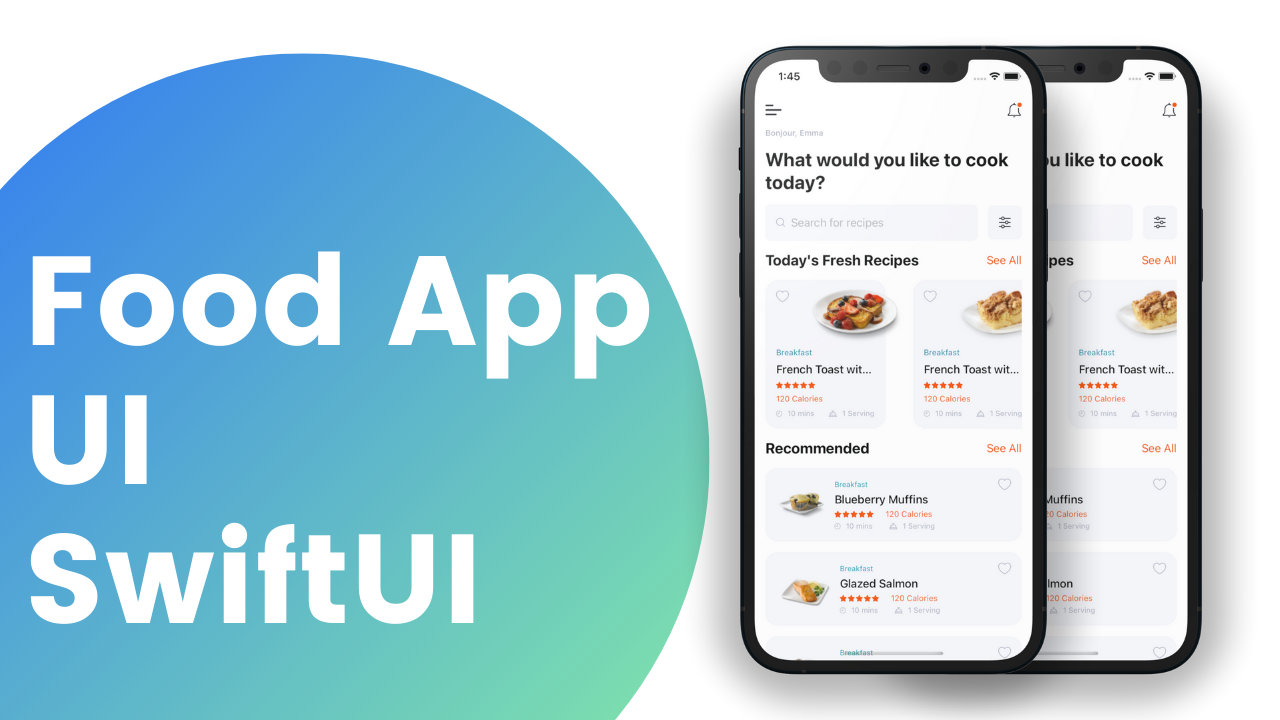 Food App
UI
SwiftUI
1:45
Bonjour, Emma
What would you like to cook
today?
Search for recipes
Today's Fresh Recipes
See All
Breakfast
French Toast wit...
120 Calories
10 mins
1 Serving
Breakfast
French Toast wit...
120 Calories
10 mins
1 Serving
Recommended
See All
Breakfast
Blueberry Muffins
120 Calories
10 mins
1 Serving
Breakfast
Glazed Salmon
120 Calories
10 mins
1 Serving
Breakfast
ou like to cook
pes
See All
Breakfast
French Toast wit...
120 Calories
10 mins
1 Serving
See All
Muffins
20 Calories
1 Serving
lmon
20 Calories
1 Serving